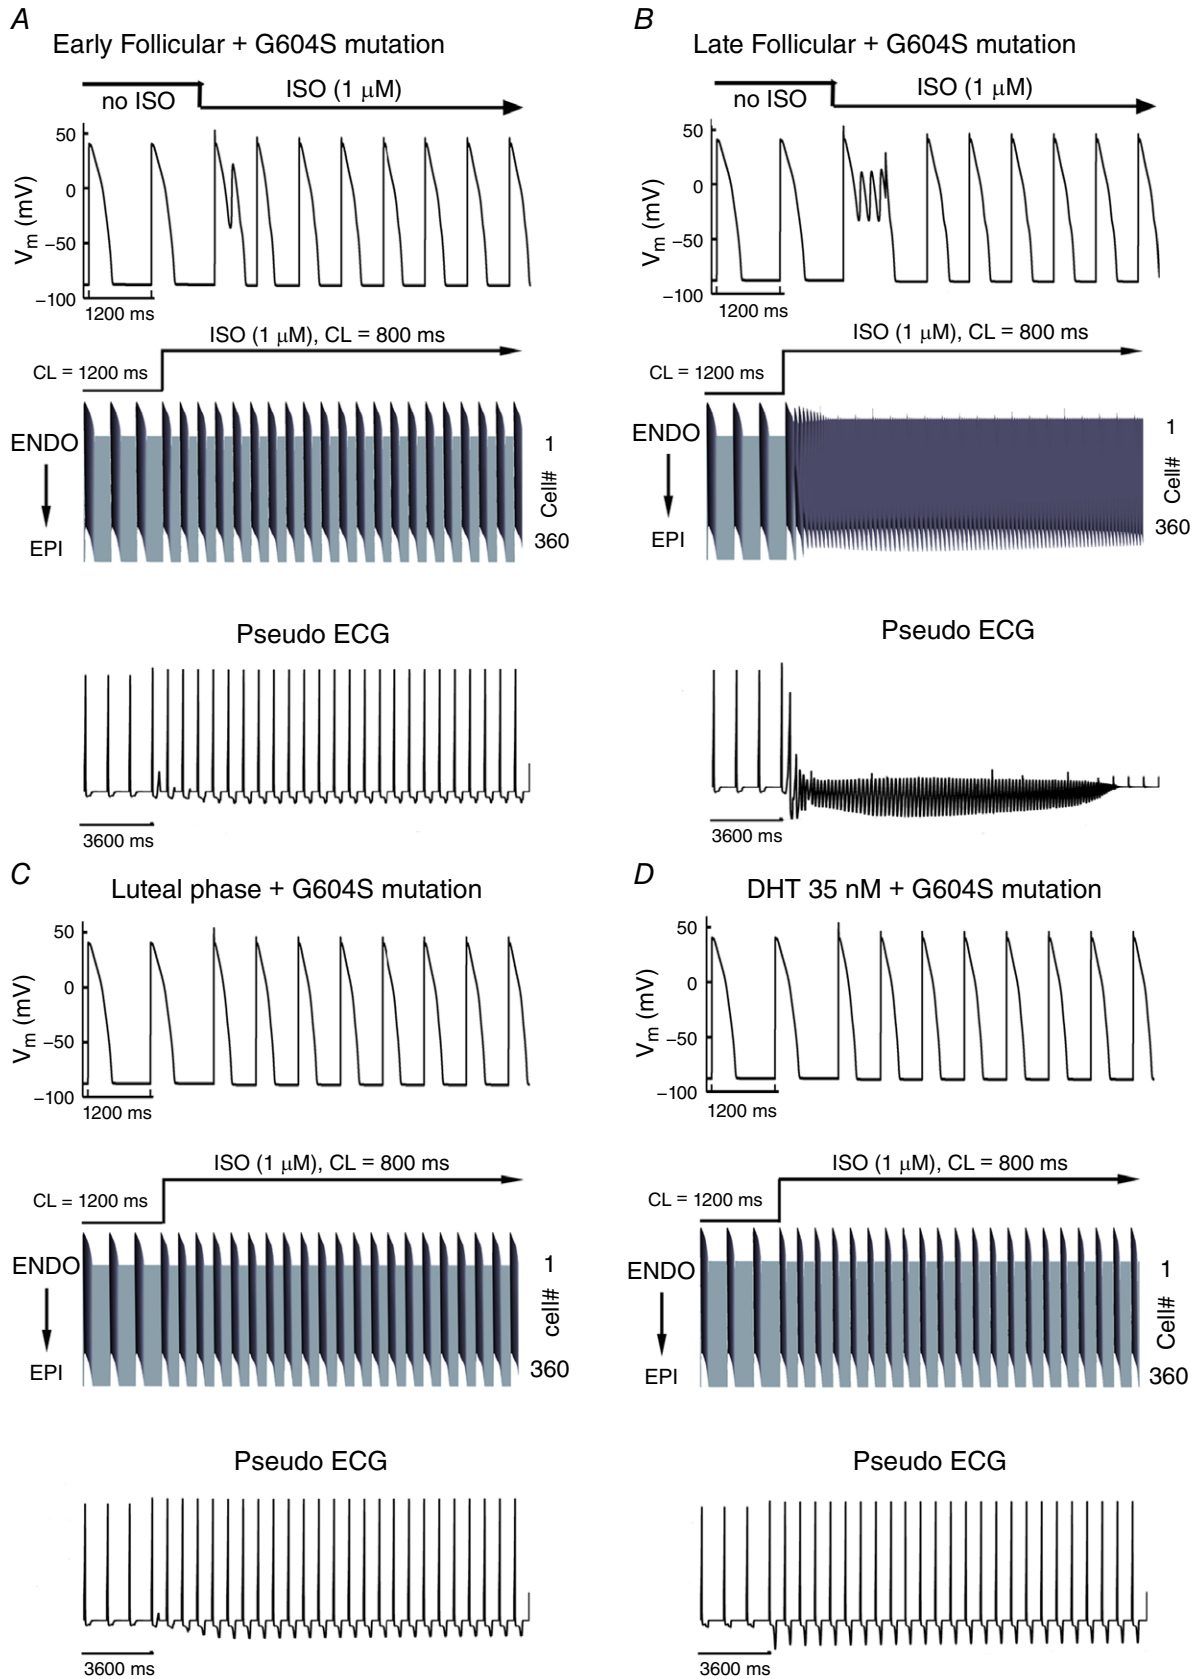 A
Early Follicular + G604S mutation
no ISO
ISO (1 μM)
50
0
−50
−100
Vm (mV)
1200 ms
ISO (1 μM), CL = 800 ms
CL = 1200 ms
ENDO
EPI
1
Cell#
360
Pseudo ECG
3600 ms
B
Late Follicular + G604S mutation
no ISO
ISO (1 μM)
50
0
−50
−100
Vm (mV)
1200 ms
ISO (1 μM), CL = 800 ms
CL = 1200 ms
ENDO
EPI
1
Cell#
360
Pseudo ECG
3600 ms
C
Luteal phase + G604S mutation
50
0
−50
−100
Vm (mV)
1200 ms
ISO (1 μM), CL = 800 ms
CL = 1200 ms
ENDO
EPI
1
cell#
360
Pseudo ECG
3600 ms
D
DHT 35 nM + G604S mutation
50
0
−50
−100
Vm (mV)
1200 ms
ISO (1 μM), CL = 800 ms
CL = 1200 ms
ENDO
EPI
1
Cell#
360
Pseudo ECG
3600 ms